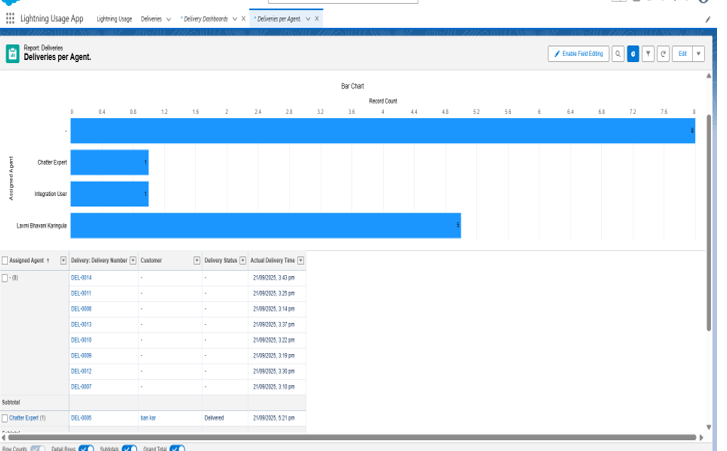 Lightning Usage App Lightning Usage Deliveries * Delivery Dashboards X * Deliveries per Agent. X
Report: Deliveries
Deliveries per Agent.
Enable Field Editing Edit
Bar Chart
Record Count
0 0.4 0.8 1.2 1.6 2 2.4 2.8 3.2 3.6 4 4.4 4.8 5.2 5.6 6 6.4 6.8 7.2 7.6 8
Assigned Agent
- 8
Chatter Expert 1
Integration User 1
Laxmi Bhavani Karingula 5
Assigned Agent ↑ Delivery: Delivery Number Customer Delivery Status Actual Delivery Time
- (8) DEL-0014 - - 21/09/2025, 3:43 pm
DEL-0011 - - 21/09/2025, 3:25 pm
DEL-0008 - - 21/09/2025, 3:14 pm
DEL-0013 - - 21/09/2025, 3:37 pm
DEL-0010 - - 21/09/2025, 3:22 pm
DEL-0009 - - 21/09/2025, 3:19 pm
DEL-0012 - - 21/09/2025, 3:30 pm
DEL-0007 - - 21/09/2025, 3:10 pm
Subtotal
Chatter Expert (1) DEL-0005 Delivered 21/09/2025, 5:21 pm
Subtotal
Row Counts Detail Rows Subtotals Grand Total